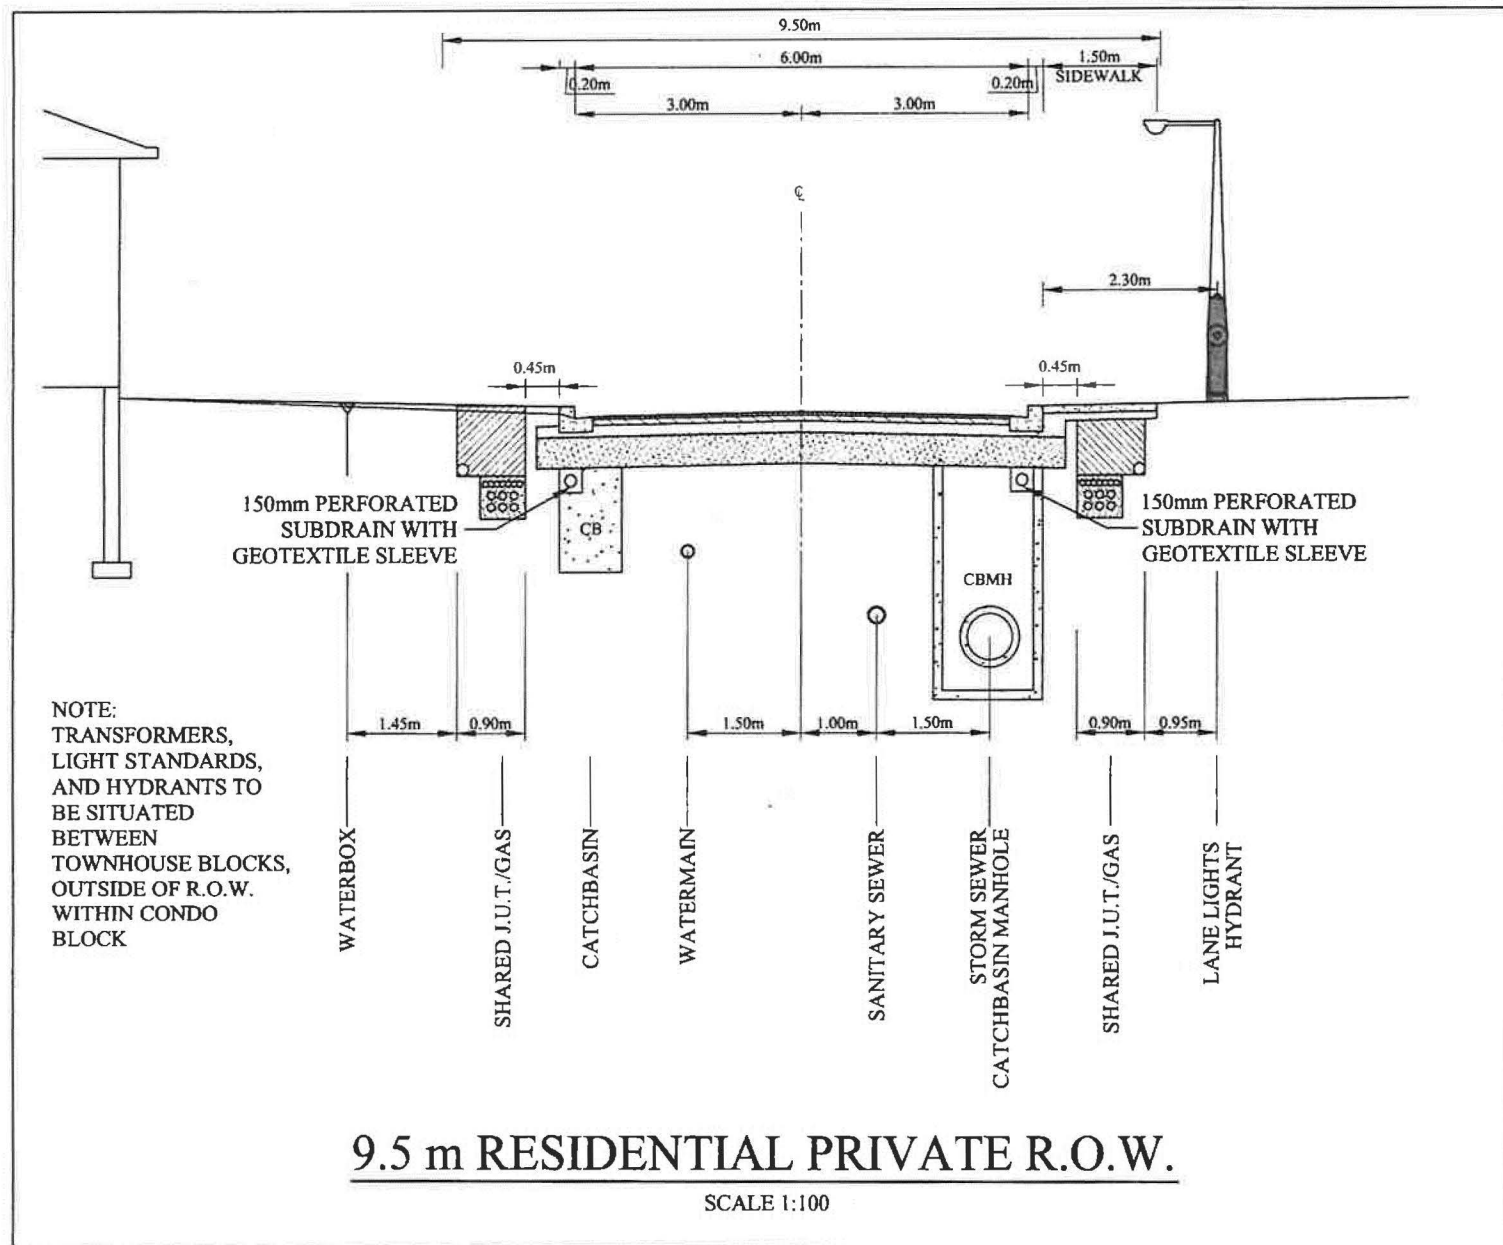 9.50m
6.00m
1.50m
SIDEWALK
0.20m
0.20m
3.00m
3.00m
℄
2.30m
0.45m
0.45m
150mm PERFORATED
SUBDRAIN WITH
GEOTEXTILE SLEEVE
CB
150mm PERFORATED
SUBDRAIN WITH
GEOTEXTILE SLEEVE
CBMH
NOTE:
TRANSFORMERS,
LIGHT STANDARDS,
AND HYDRANTS TO
BE SITUATED
BETWEEN
TOWNHOUSE BLOCKS,
OUTSIDE OF R.O.W.
WITHIN CONDO
BLOCK
1.45m
0.90m
1.50m
1.00m
1.50m
0.90m
0.95m
WATERBOX
SHARED J.U.T./GAS
CATCHBASIN
WATERMAIN
SANITARY SEWER
STORM SEWER
CATCHBASIN MANHOLE
SHARED J.U.T./GAS
LANE LIGHTS
HYDRANT
9.5 m RESIDENTIAL PRIVATE R.O.W.
SCALE 1:100